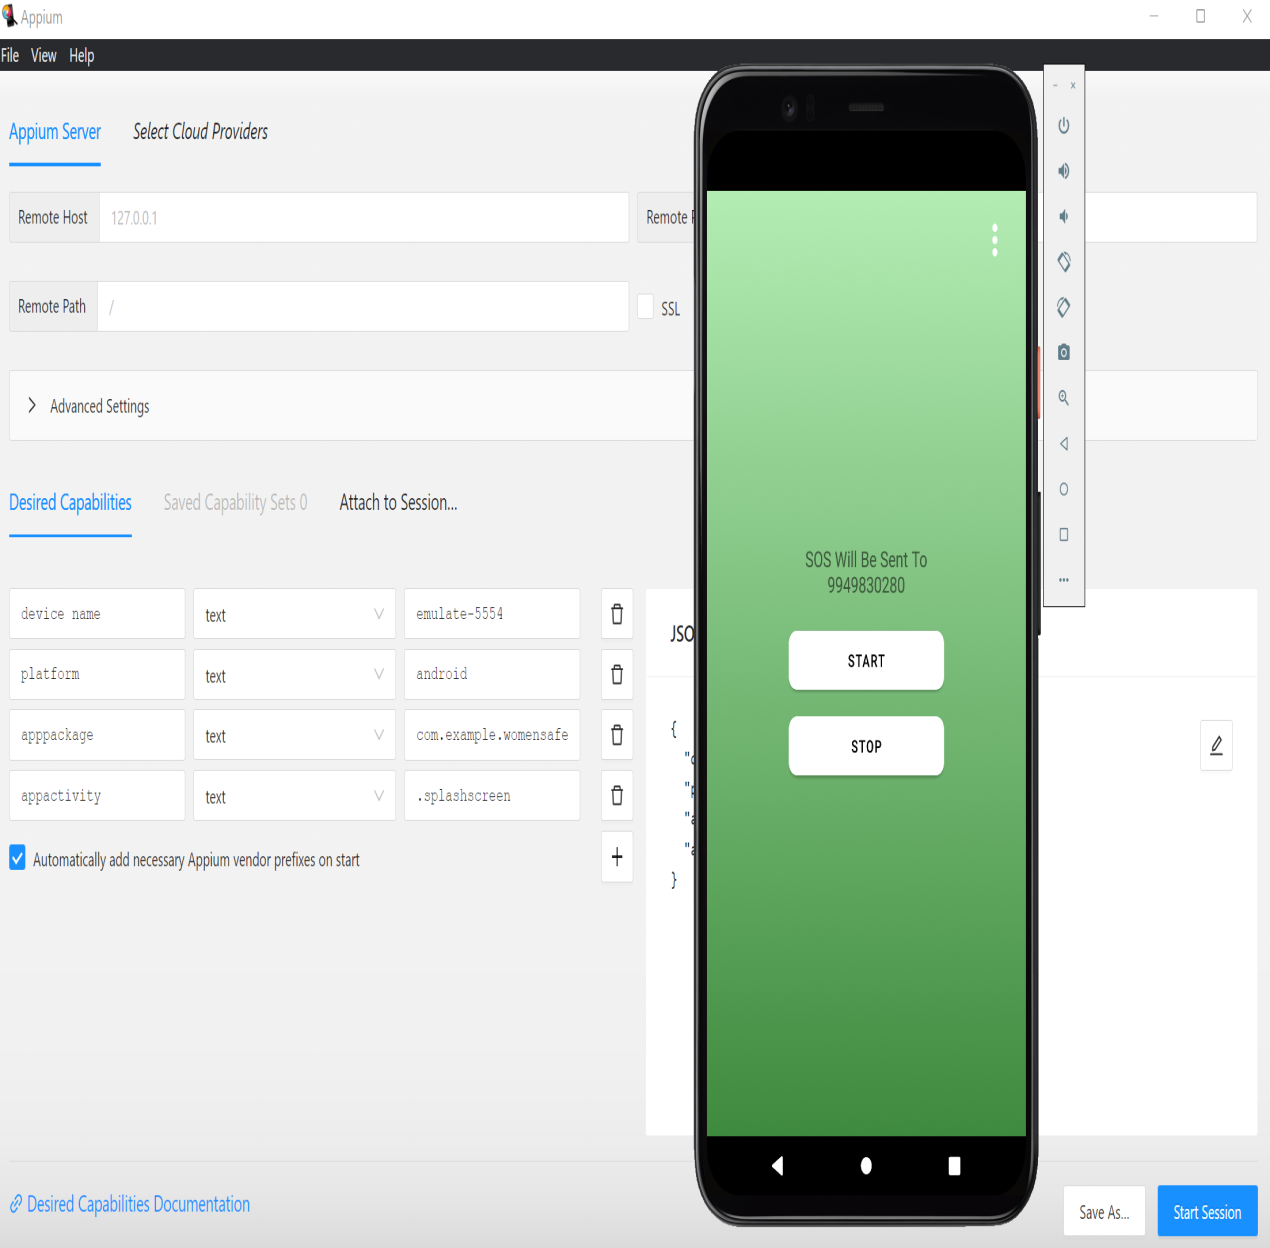 Appium
File View Help
Appium Server Select Cloud Providers
Remote Host 127.0.0.1 Remote
Remote Path / SSL
Advanced Settings
Desired Capabilities Saved Capability Sets 0 Attach to Session...
device name text emulate-5554
platform text android
apppackage text com.example.womensafe
appactivity text .splashscreen
Automatically add necessary Appium vendor prefixes on start
JSO
{
"
"p
"a
"a
}
SOS Will Be Sent To
9949830280
START
STOP
Desired Capabilities Documentation
Save As... Start Session